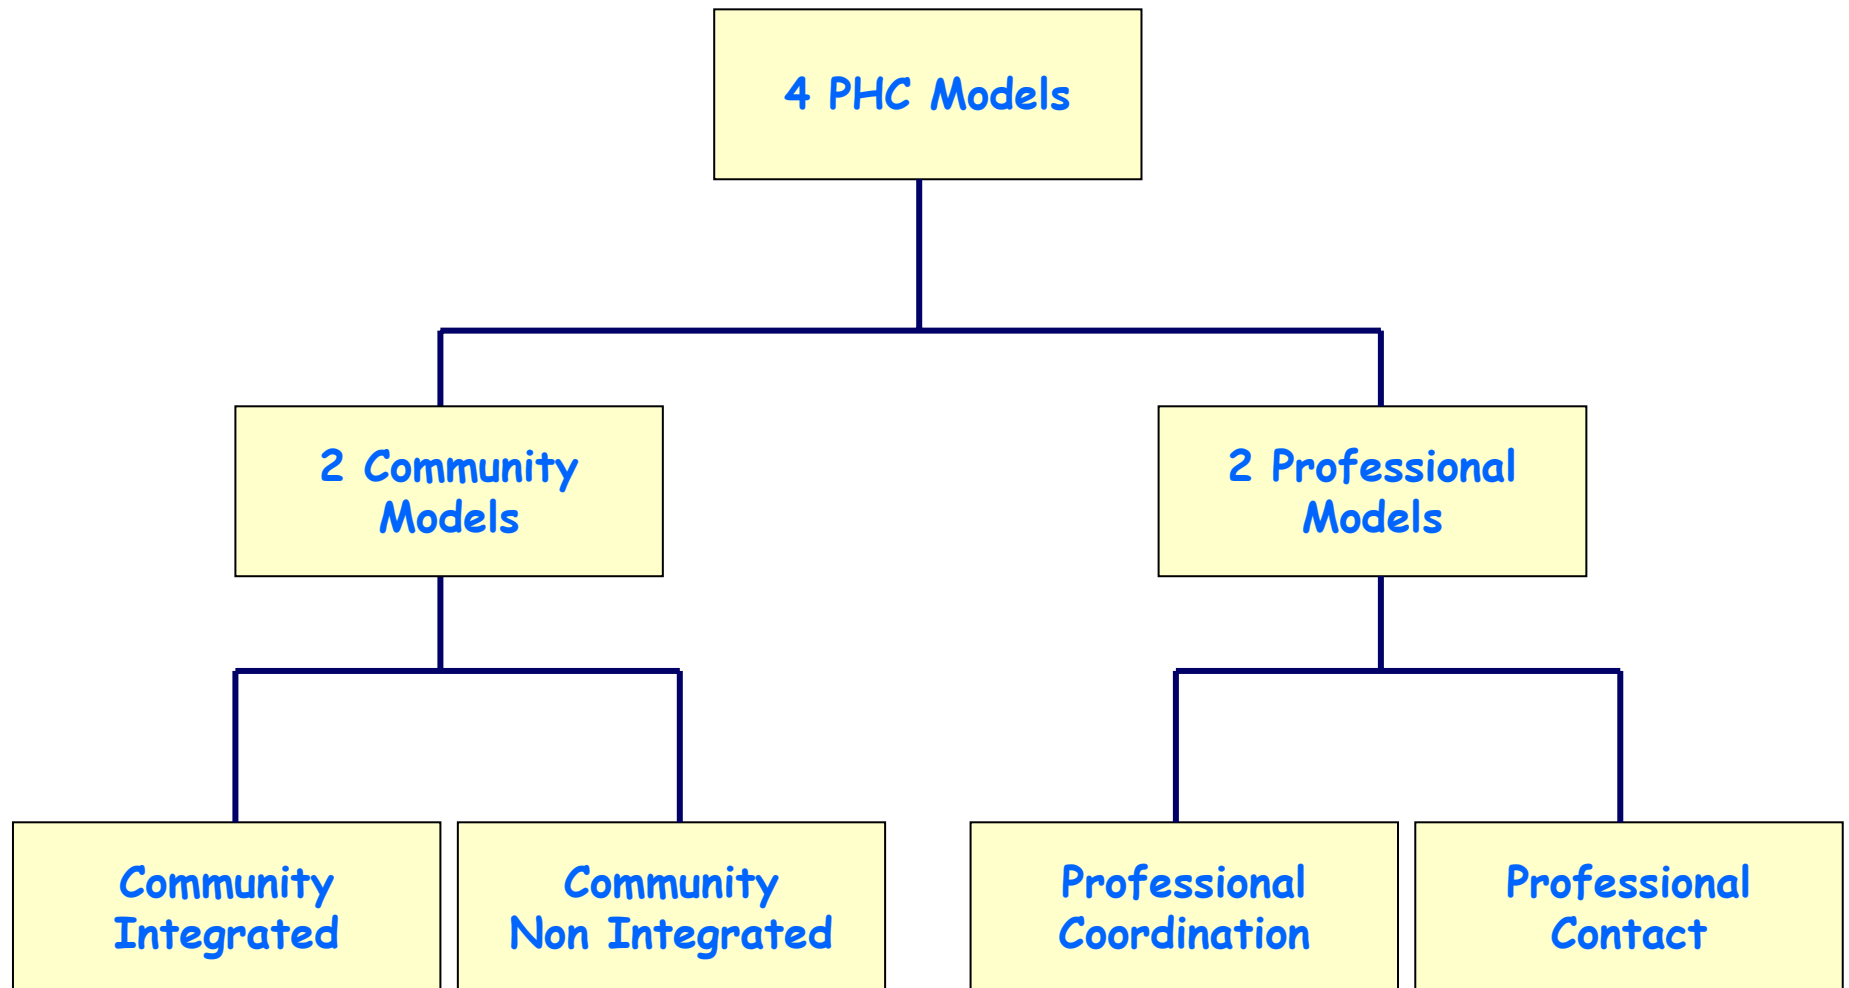 4 PHC Models
2 Community
Models
2 Professional
Models
Community
Integrated
Community
Non Integrated
Professional
Coordination
Professional
Contact